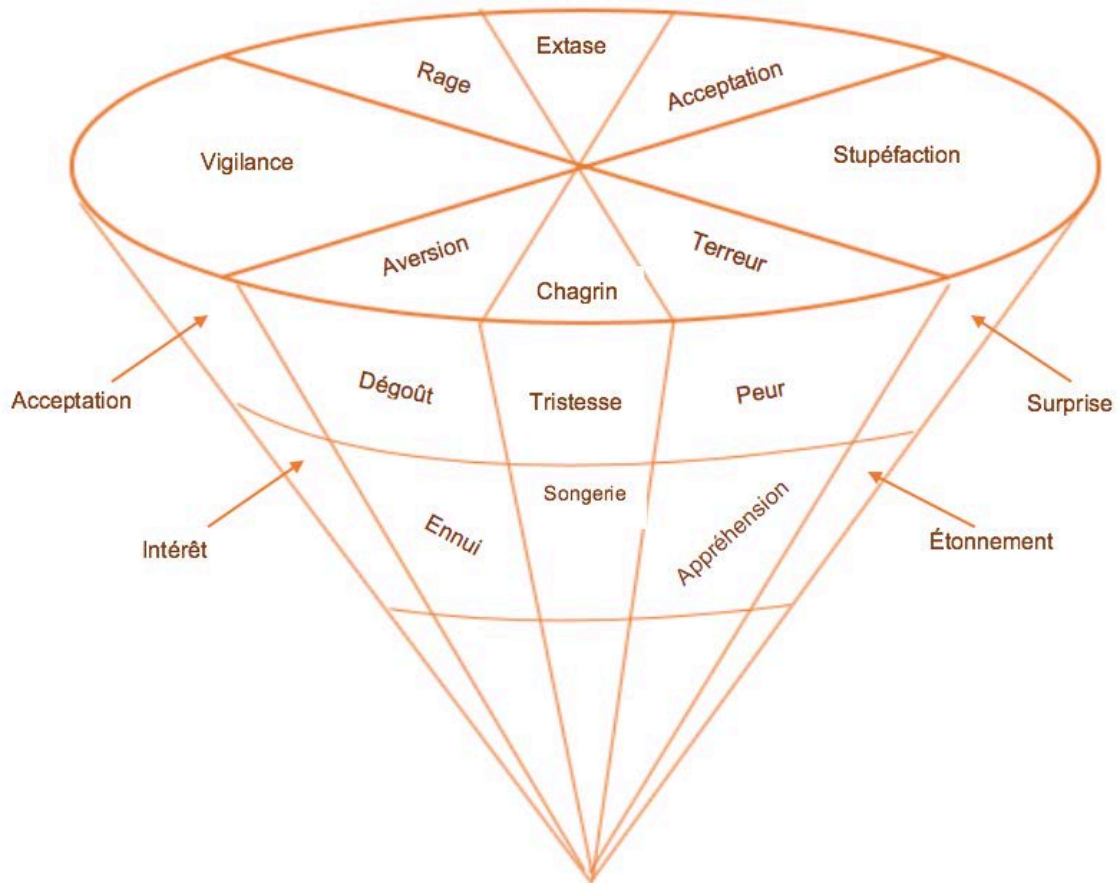 Extase
Rage
Acceptation
Vigilance
Stupéfaction
Aversion
Terreur
Chagrin
Acceptation
Dégoût
Tristesse
Peur
Surprise
Intérêt
Ennui
Songerie
Appréhension
Étonnement